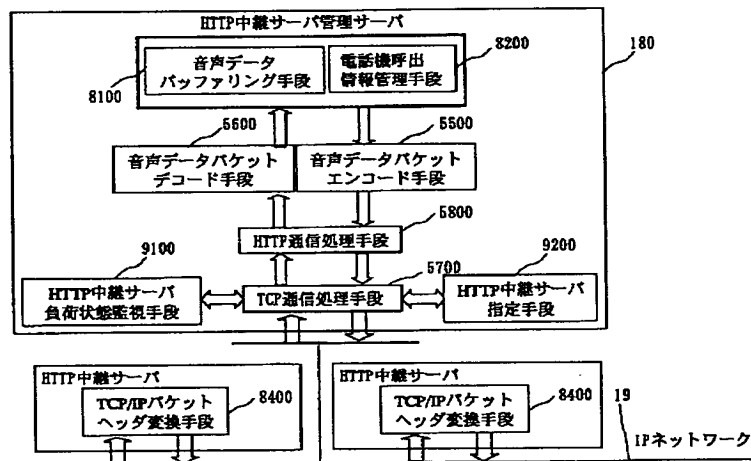 HTTP中継サーバ管理サーバ
180
8100
音声データ
バッファリング手段
電話機呼出
情報管理手段
8200
5600
5500
音声データパケット
デコード手段
音声データパケット
エンコード手段
5800
HTTP通信処理手段
9100
5700
9200
HTTP中継サーバ
負荷状態監視手段
TCP通信処理手段
HTTP中継サーバ
指定手段
HTTP中継サーバ
TCP/IPパケット
ヘッダ変換手段
8400
HTTP中継サーバ
TCP/IPパケット
ヘッダ変換手段
8400
19
IPネットワーク